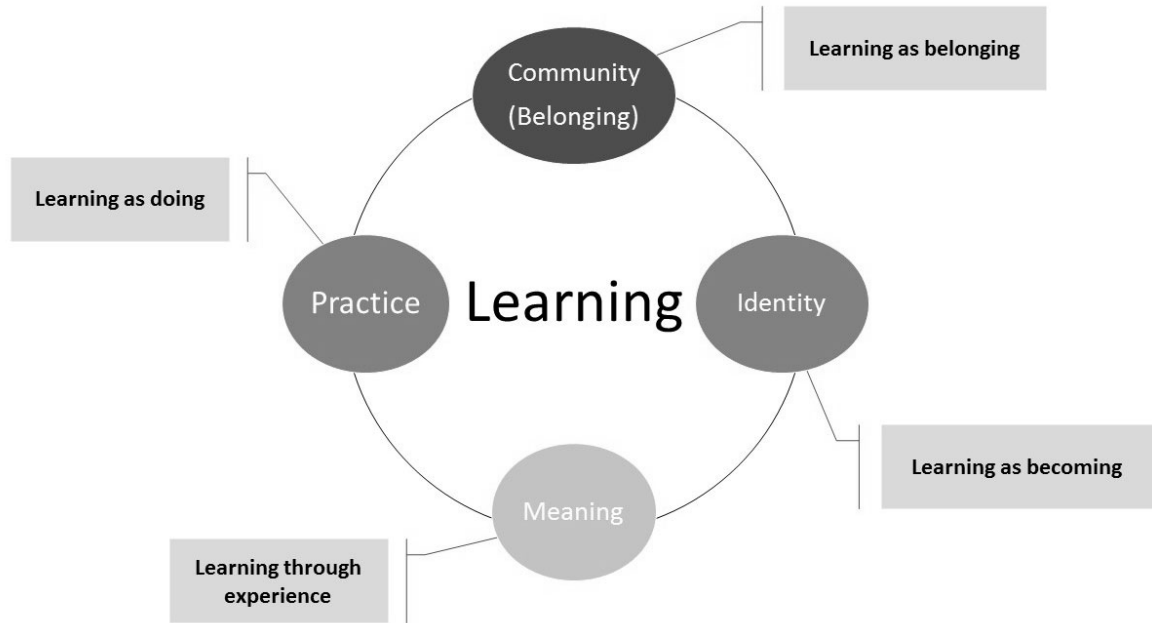 Community
(Belonging)
Learning as belonging
Learning as doing
Practice
Learning
Identity
Learning as becoming
Meaning
Learning through
experience